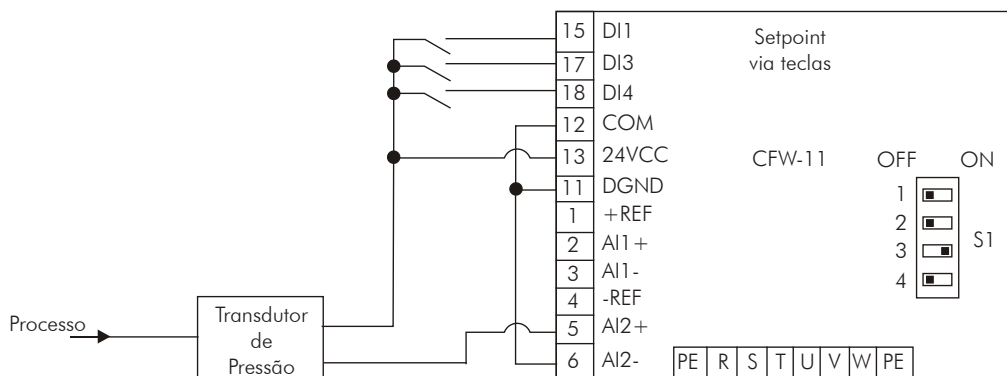 15 DI1
17 DI3
18 DI4
12 COM
13 24VCC
11 DGND
1 +REF
2 AI1+
3 AI1-
4 -REF
5 AI2+
6 AI2-
Setpoint
via teclas
CFW-11
OFF ON
1
2
3
4
S1
Processo
Transdutor
de
Pressão
PE R S T U V W PE